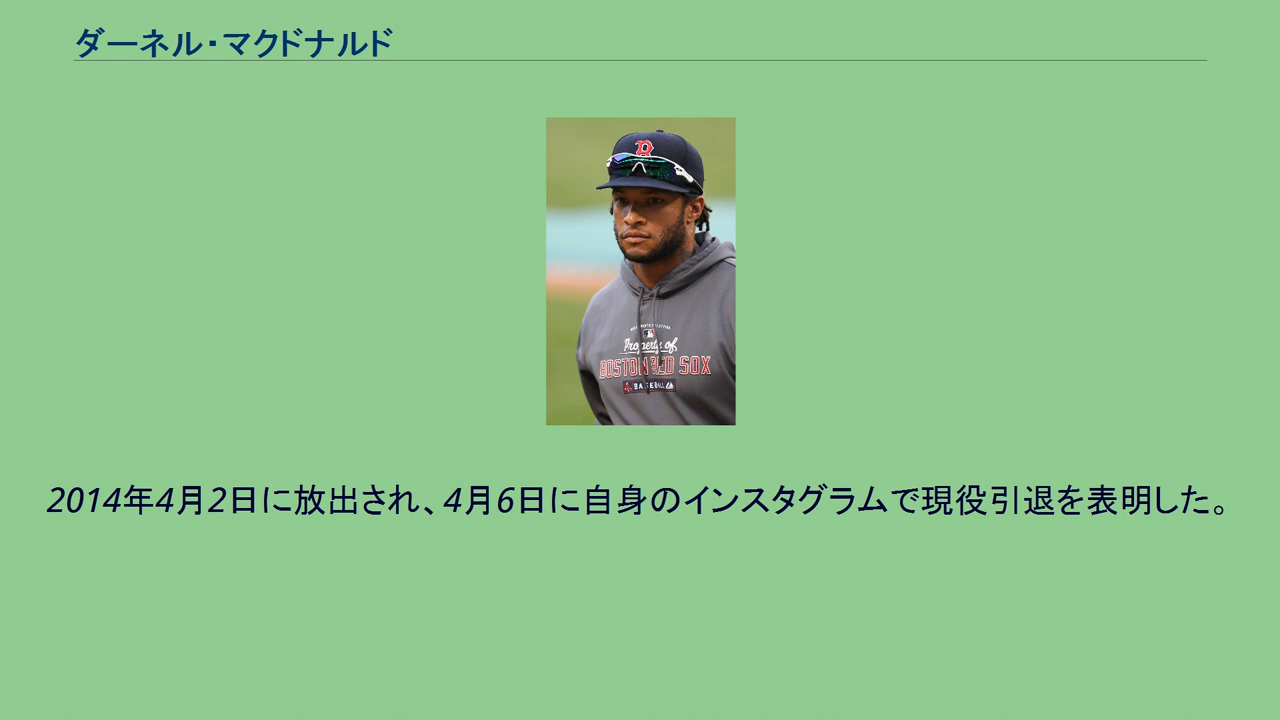 ダーネル・マクドナルド
B
Property of
BOSTON RED SOX
BASEBALL
2014年4月2日に放出され、4月6日に自身のインスタグラムで現役引退を表明した。